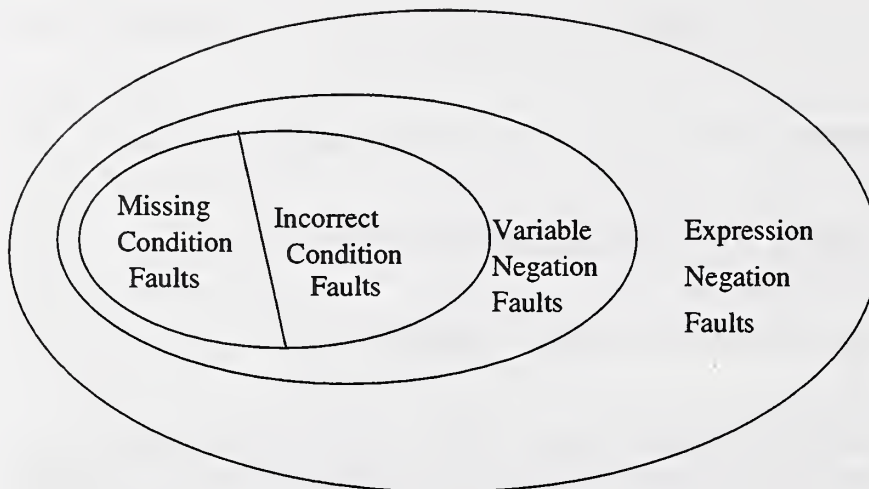 Missing
Condition
Faults
Incorrect
Condition
Faults
Variable
Negation
Faults
Expression
Negation
Faults